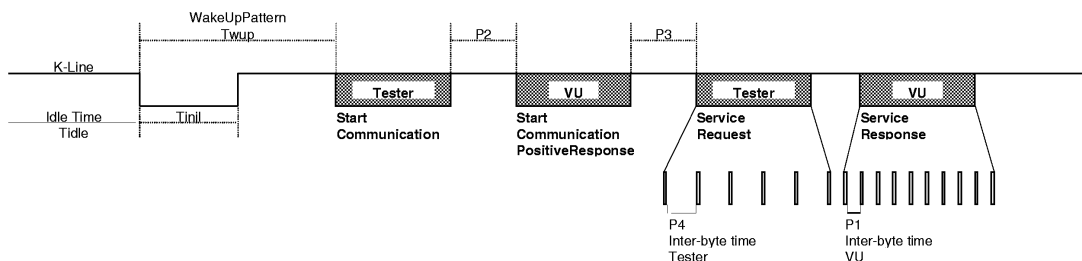 WakeUpPattern
Twup
P2
P3
K-Line
Tester
VU
Tester
VU
Idle Time
Tidle
Tinil
Start
Communication
Start
Communication
PositiveResponse
Service
Request
Service
Response
P4
Inter-byte time
Tester
P1
Inter-byte time
VU